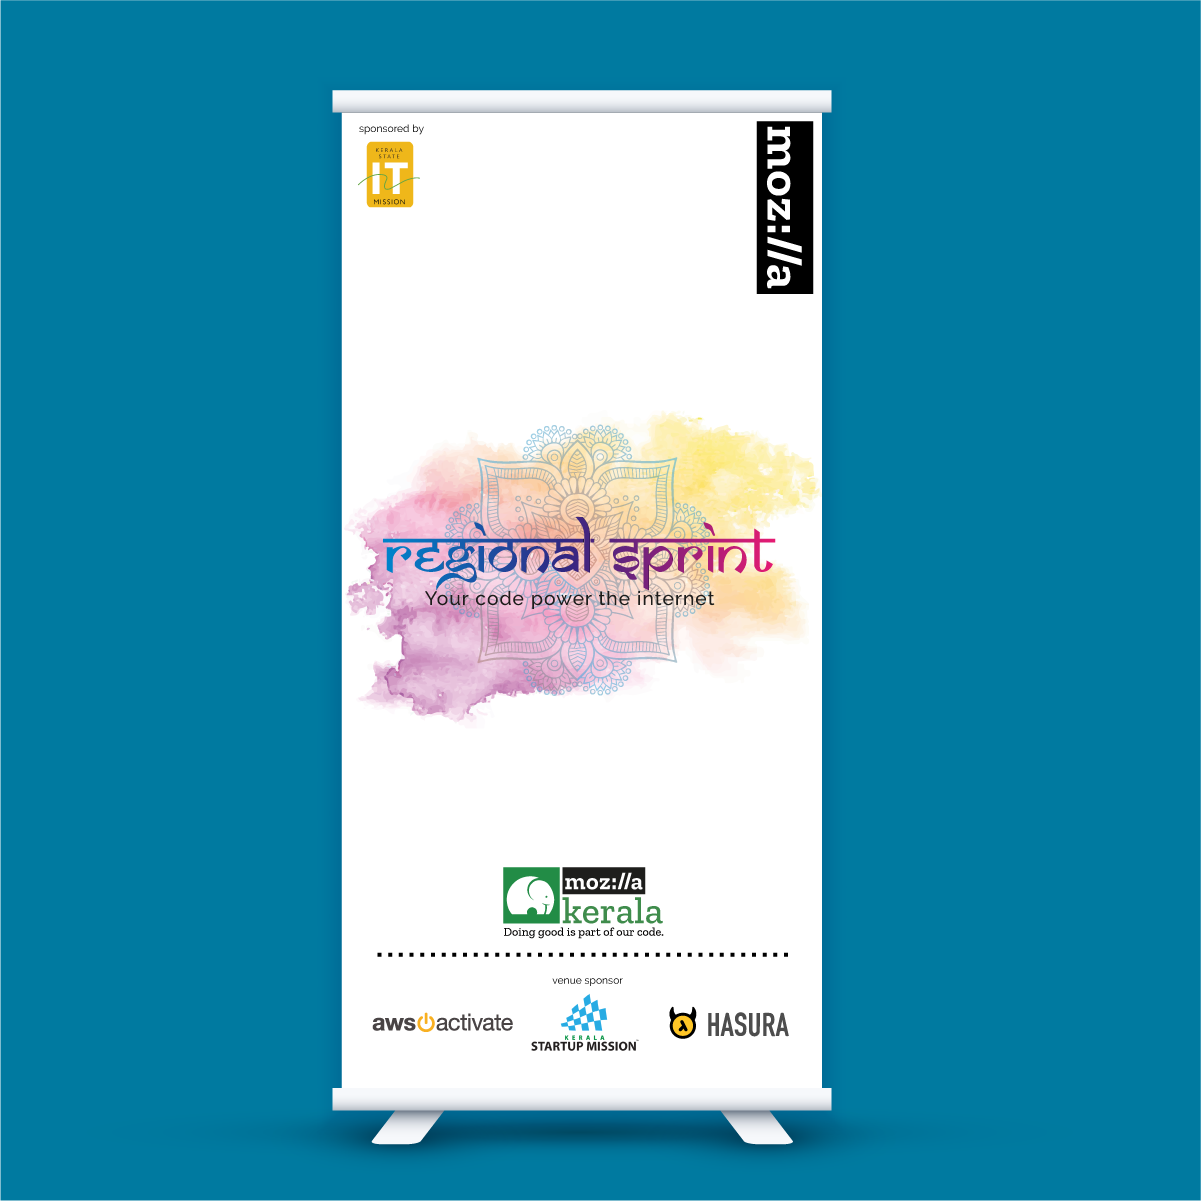 sponsored by
KERALA
STATE
IT
MISSION
moz://a
regional sprint
Your code power the internet
moz://a
kerala
Doing good is part of our code.
venue sponsor
aws activate
KERALA
STARTUP MISSION
HASURA